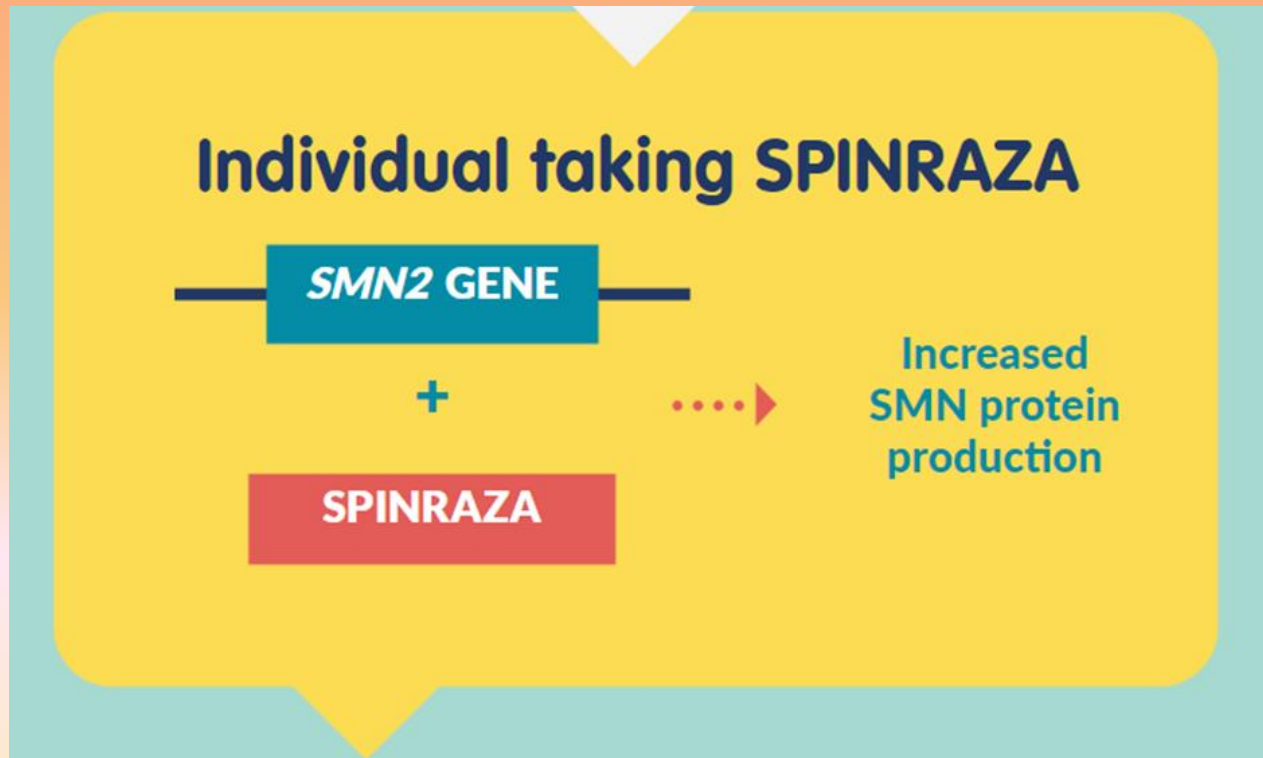 Individual taking SPINRAZA
SMN2 GENE
+
SPINRAZA
Increased
SMN protein
production